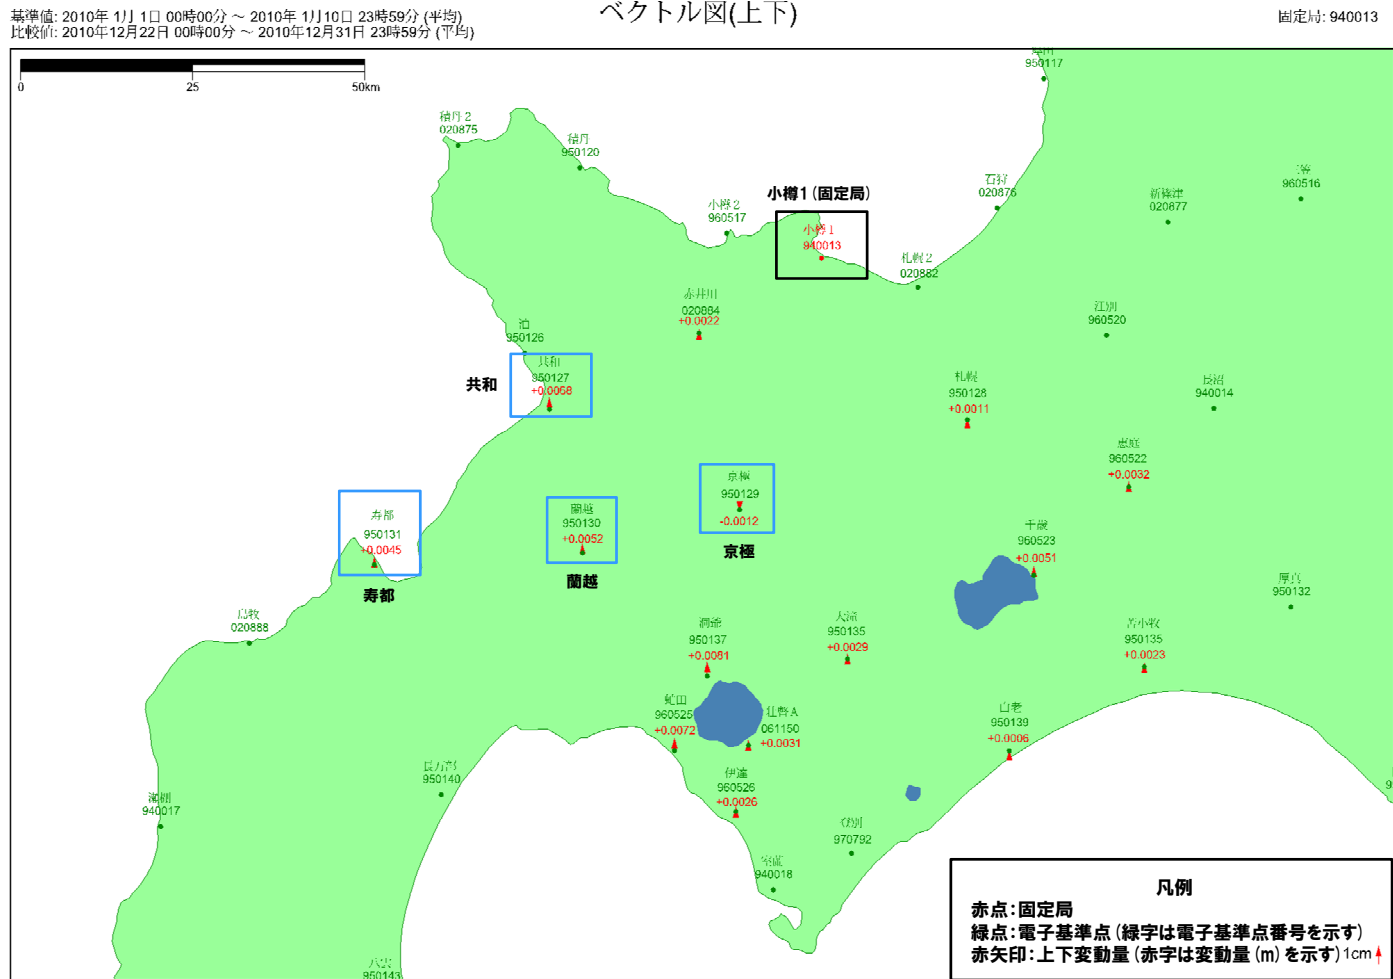 基準値: 2010年 1月 1日 00時00分 ～ 2010年 1月10日 23時59分 (平均)
比較値: 2010年12月22日 00時00分 ～ 2010年12月31日 23時59分 (平均)
ベクトル図(上下)
固定局: 940013
0
25
50km
950117
積丹2
020875
積丹
950120
小樽2
960517
小樽1(固定局)
小樽1
940013
石狩
020876
新篠津
020877
960516
札幌2
020882
赤井川
020884
+0.0022
江別
960520
泊
950126
共和
共和
950127
+0.0068
札幌
950128
+0.0011
長沼
940014
恵庭
960522
+0.0032
京極
950129
-0.0012
京極
寿都
950131
+0.0045
寿都
蘭越
950130
+0.0052
蘭越
千歳
960523
+0.0051
厚真
950132
島牧
020888
洞爺
950137
+0.0081
大滝
950135
+0.0029
苫小牧
950135
+0.0023
虻田
960525
+0.0072
壮瞥A
061150
+0.0031
白老
950139
+0.0006
長万部
950140
伊達
960526
+0.0026
瀬棚
940017
登別
970792
室蘭
940018
八雲
950143
凡例
赤点:固定局
緑点:電子基準点(緑字は電子基準点番号を示す)
赤矢印:上下変動量(赤字は変動量(m)を示す)1cm